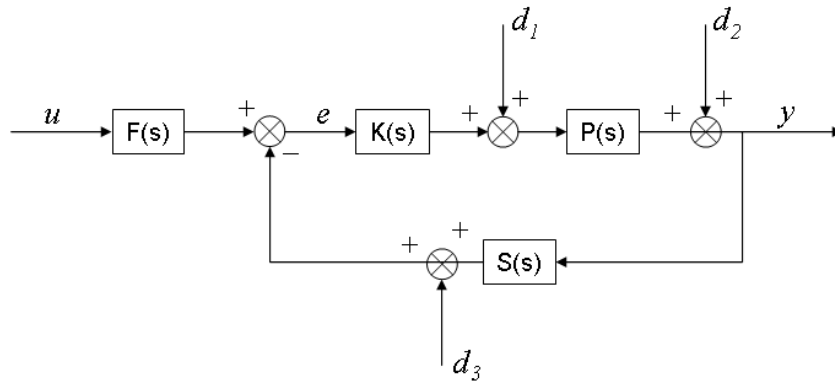 d1 d2
u + + + + +
F(s) e K(s) P(s) y
−
+ +
S(s)
d3